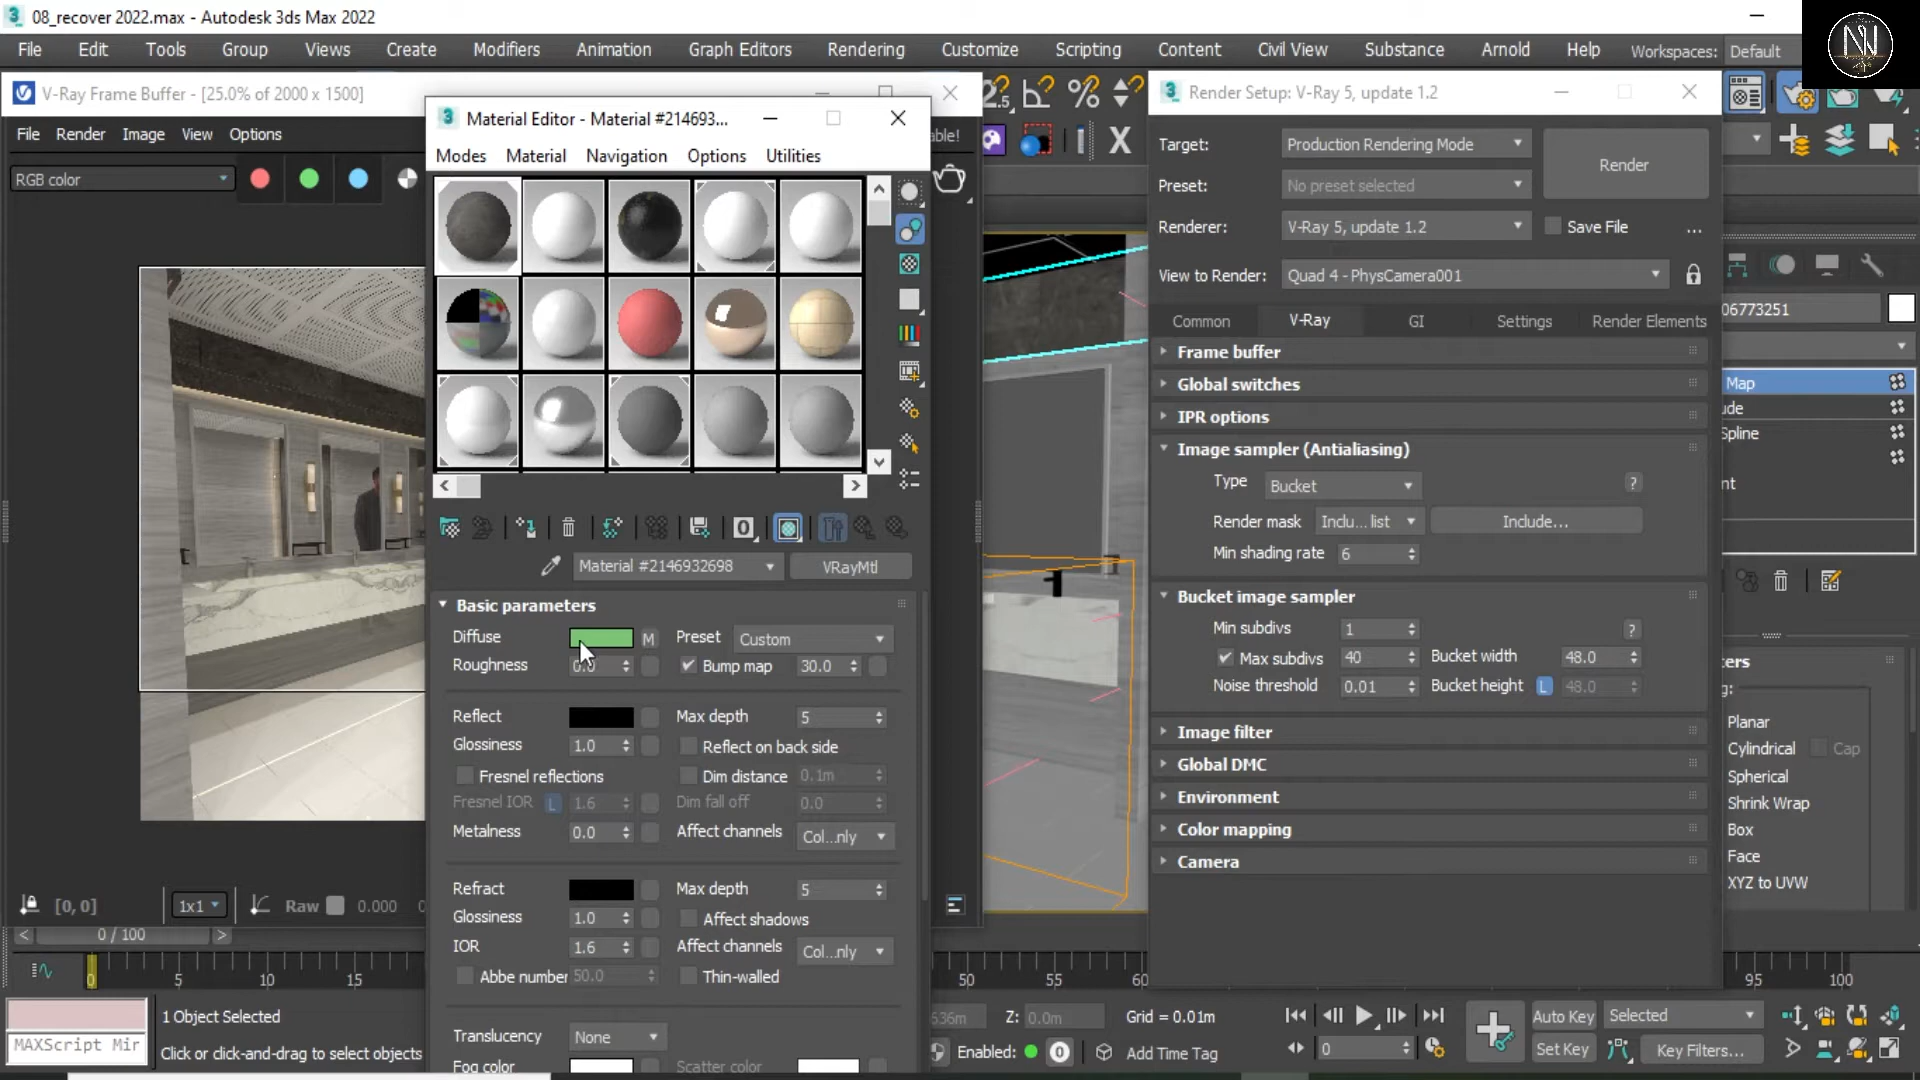 08_recover 2022.max - Autodesk 3ds Max 2022
File Edit Tools Group Views Create Modifiers Animation Graph Editors Rendering Customize Scripting Content Civil View Substance Arnold Help Workspaces: Default
V-Ray Frame Buffer - [25.0% of 2000 x 1500]
File Render Image View Options
RGB color
Material Editor - Material #214693...
Modes Material Navigation Options Utilities
Material #2146932698 VRayMtl
Basic parameters
Diffuse M Preset Custom
Roughness 0.0 Bump map 30.0
Reflect Max depth 5
Glossiness 1.0 Reflect on back side
Fresnel reflections Dim distance 0.1m
Fresnel IOR L 1.6 Dim fall off 0.0
Metalness 0.0 Affect channels Col...nly
Refract Max depth 5
Glossiness 1.0 Affect shadows
IOR 1.6 Affect channels Col...nly
Abbe number 50.0 Thin-walled
Translucency None
Fog color Scatter color
able!
2.5
Render Setup: V-Ray 5, update 1.2
Target: Production Rendering Mode Render
Preset: No preset selected
Renderer: V-Ray 5, update 1.2 Save File ...
View to Render: Quad 4 - PhysCamera001
Common V-Ray GI Settings Render Elements
Frame buffer
Global switches
IPR options
Image sampler (Antialiasing)
Type Bucket ?
Render mask Inclu... list Include...
Min shading rate 6
Bucket image sampler
Min subdivs 1 ?
Max subdivs 40 Bucket width 48.0
Noise threshold 0.01 Bucket height L 48.0
Image filter
Global DMC
Environment
Color mapping
Camera
06773251
Map
ude
Spline
nt
ters
g:
Planar
Cylindrical Cap
Spherical
Shrink Wrap
Box
Face
XYZ to UVW
[0, 0] 1x1 Raw 0.000 0
< 0 / 100 >
0 5 10 15 50 55 60 95 100
1 Object Selected
MAXScript Mir Click or click-and-drag to select objects
636m Z: 0.0m Grid = 0.01m
Enabled: 0 Add Time Tag
0
Auto Key Selected
Set Key Key Filters...